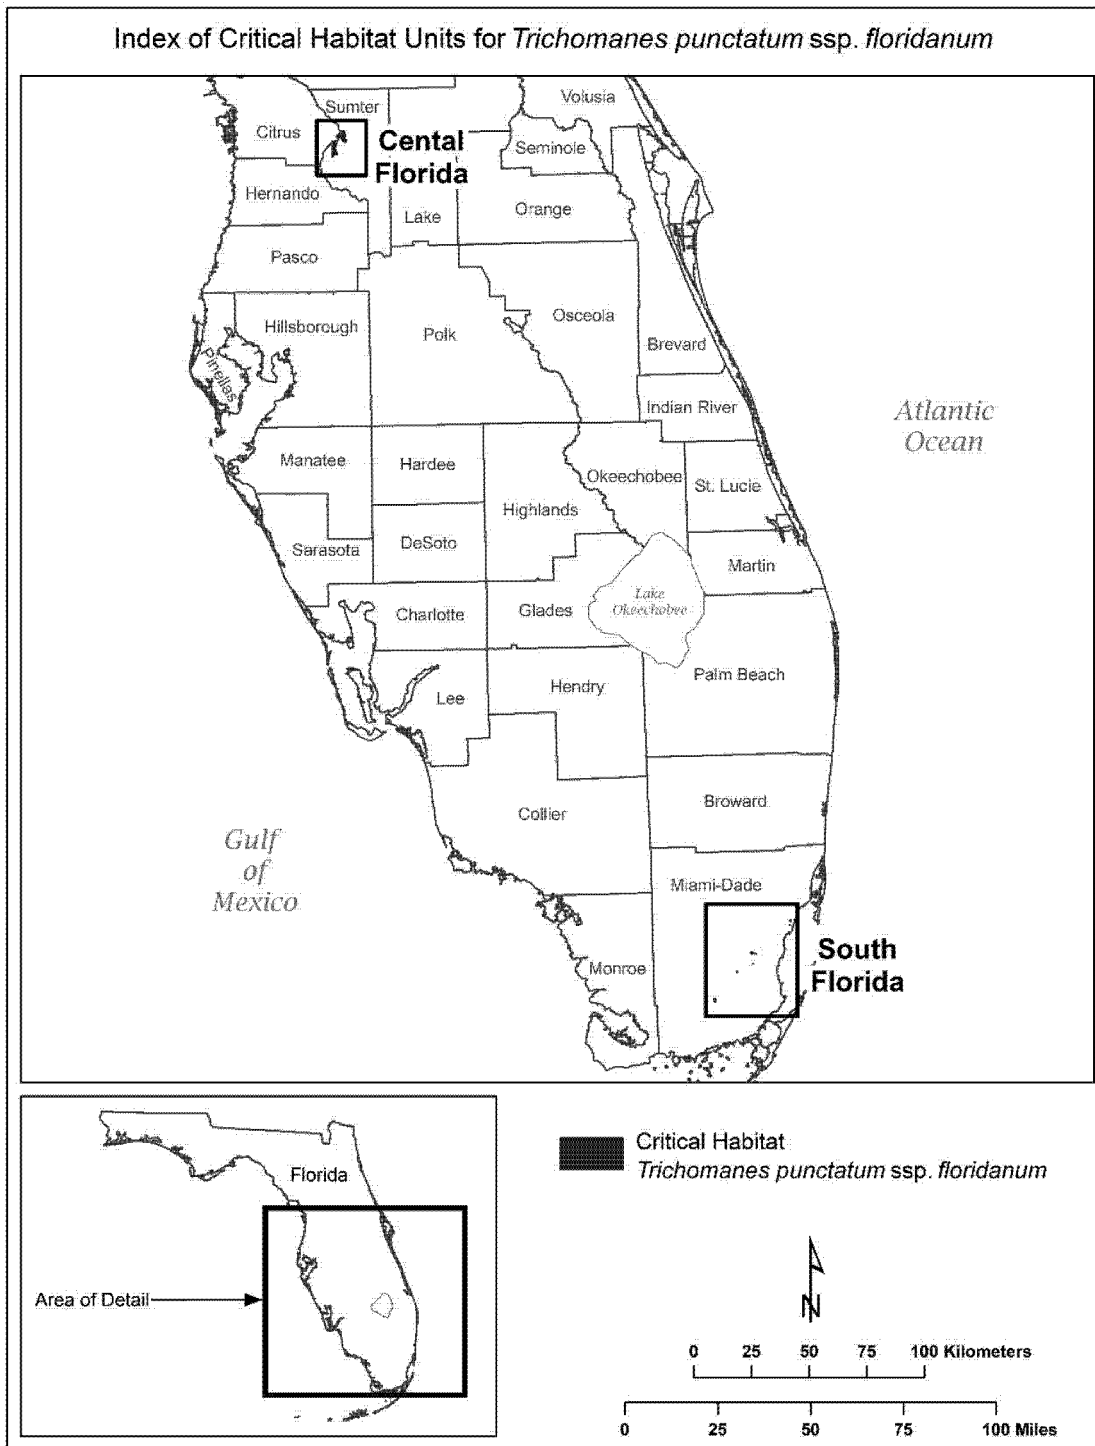 Index of Critical Habitat Units for Trichomanes punctatum ssp. floridanum
Volusia
Sumter
Citrus
Cental
Florida
Seminole
Hernando
Lake
Orange
Pasco
Hillsborough
Polk
Osceola
Brevard
Pinellas
Indian River
Atlantic
Ocean
Manatee
Hardee
Okeechobee
St. Lucie
Highlands
Sarasota
DeSoto
Martin
Lake
Okeechobee
Charlotte
Glades
Palm Beach
Lee
Hendry
Broward
Collier
Gulf
of
Mexico
Miami-Dade
South
Florida
Monroe
Florida
Area of Detail
Critical Habitat
Trichomanes punctatum ssp. floridanum
N
0 25 50 75 100 Kilometers
0 25 50 75 100 Miles